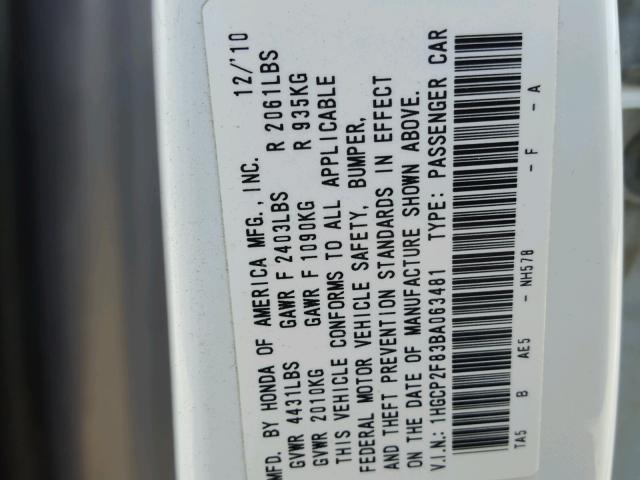 MFD. BY HONDA OF AMERICA MFG., INC. 12/'10
GVWR 4431LBS GAWR F 2403LBS R 2061LBS
GVWR 2010KG GAWR F 1090KG R 935KG
THIS VEHICLE CONFORMS TO ALL APPLICABLE
FEDERAL MOTOR VEHICLE SAFETY, BUMPER,
AND THEFT PREVENTION STANDARDS IN EFFECT
ON THE DATE OF MANUFACTURE SHOWN ABOVE.
V.I.N.: 1HGCP2F83BA063481 TYPE: PASSENGER CAR
TA5 B AE5 - NH578 - F - A